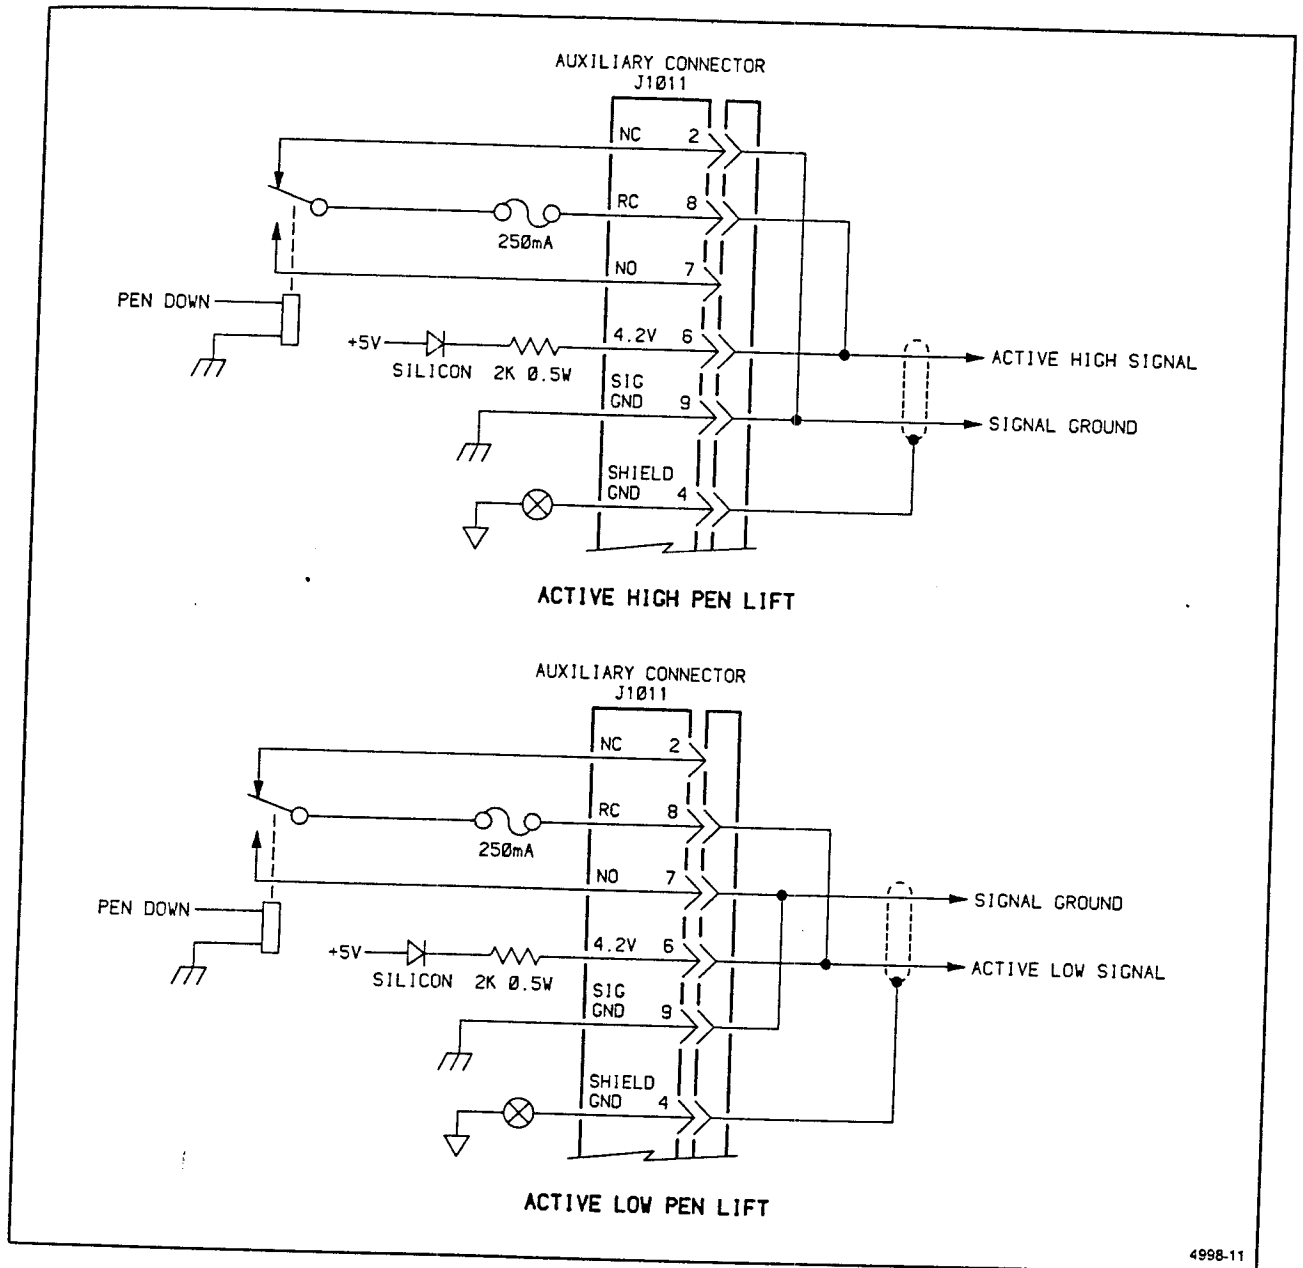 AUXILIARY CONNECTOR
J1011
NC 2
RC 8
250mA
NO 7
PEN DOWN
+5V
SILICON 2K 0.5W
4.2V 6
ACTIVE HIGH SIGNAL
SIG
GND 9
SIGNAL GROUND
SHIELD
GND 4
ACTIVE HIGH PEN LIFT
AUXILIARY CONNECTOR
J1011
NC 2
RC 8
250mA
NO 7
SIGNAL GROUND
PEN DOWN
+5V
SILICON 2K 0.5W
4.2V 6
ACTIVE LOW SIGNAL
SIG
GND 9
SHIELD
GND 4
ACTIVE LOW PEN LIFT
4998-11